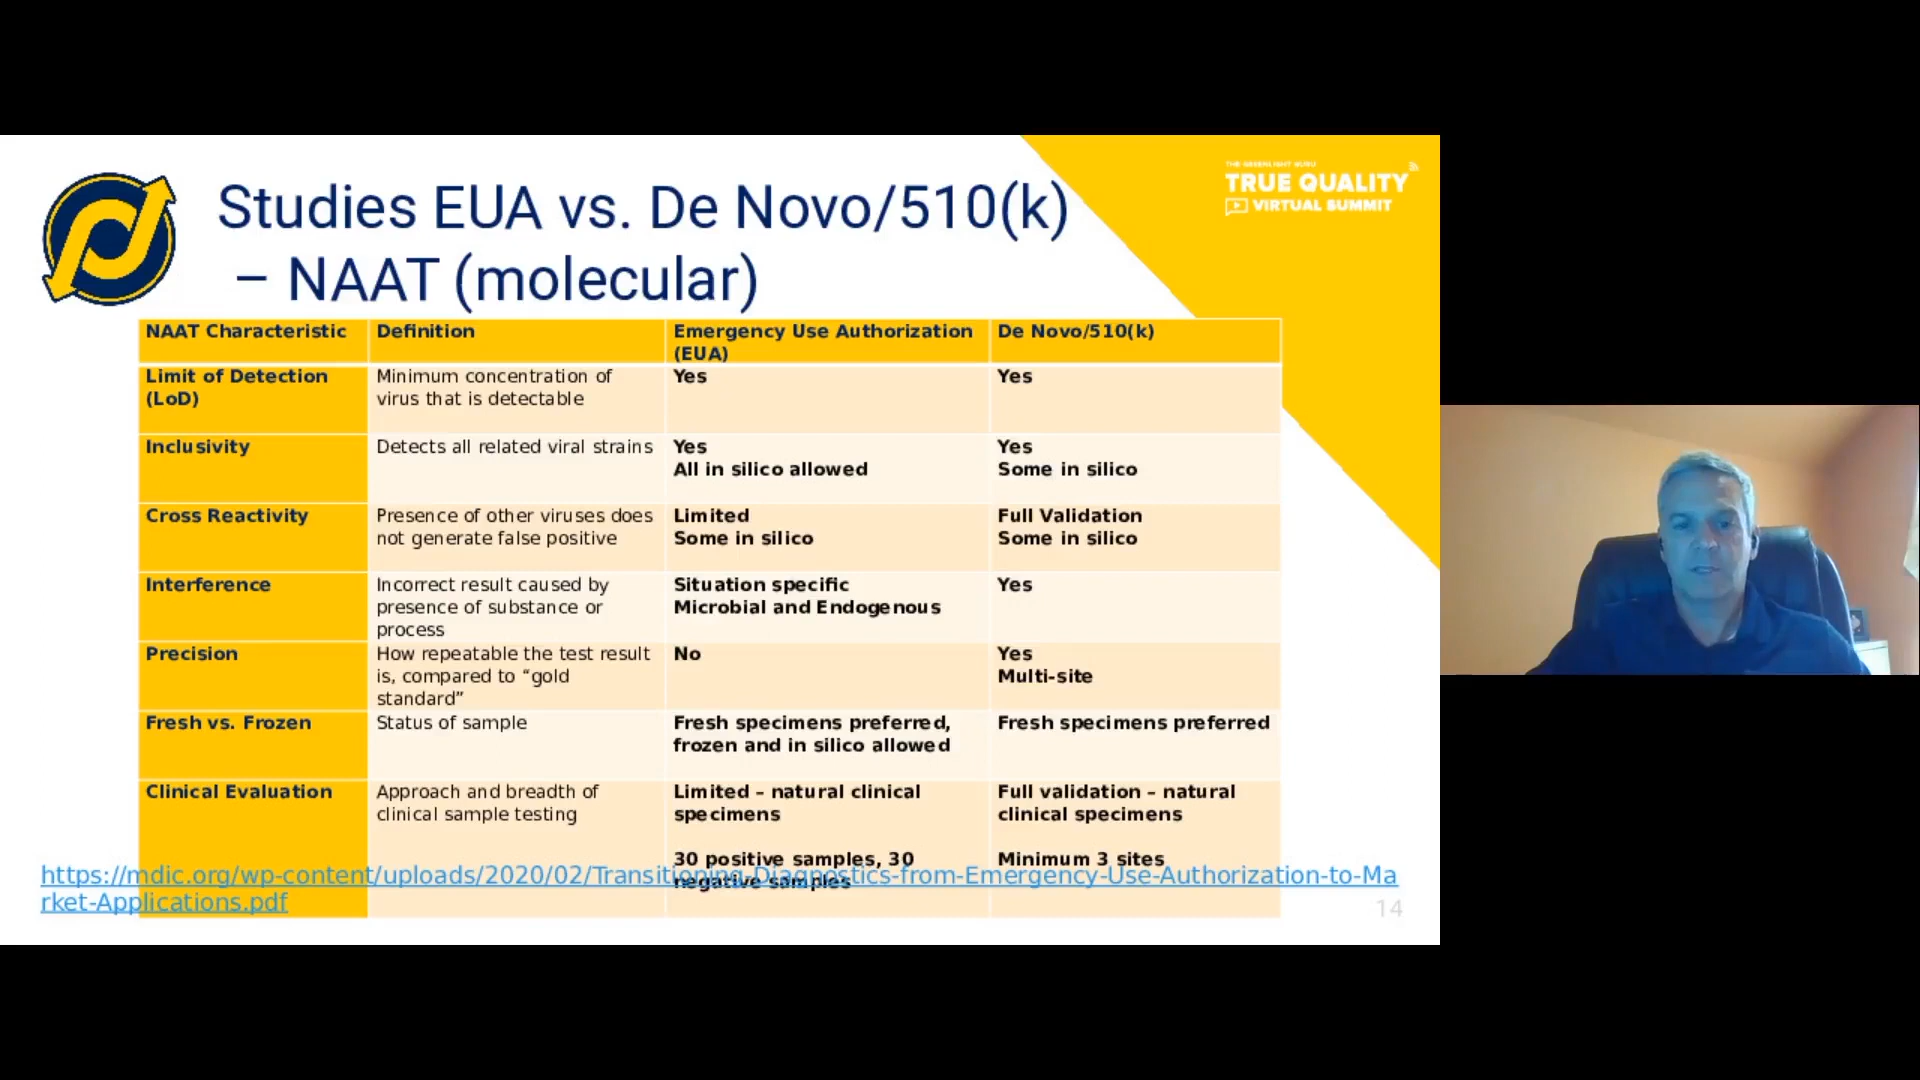 THE GREENLIGHT GURU
TRUE QUALITY
VIRTUAL SUMMIT
Studies EUA vs. De Novo/510(k)
– NAAT (molecular)
NAAT Characteristic
Definition
Emergency Use Authorization
(EUA)
De Novo/510(k)
Limit of Detection
(LoD)
Minimum concentration of
virus that is detectable
Yes
Yes
Inclusivity
Detects all related viral strains
Yes
All in silico allowed
Yes
Some in silico
Cross Reactivity
Presence of other viruses does
not generate false positive
Limited
Some in silico
Full Validation
Some in silico
Interference
Incorrect result caused by
presence of substance or
process
Situation specific
Microbial and Endogenous
Yes
Precision
How repeatable the test result
is, compared to “gold
standard”
No
Yes
Multi-site
Fresh vs. Frozen
Status of sample
Fresh specimens preferred,
frozen and in silico allowed
Fresh specimens preferred
Clinical Evaluation
Approach and breadth of
clinical sample testing
Limited – natural clinical
specimens
30 positive samples, 30
negative samples
Full validation – natural
clinical specimens
Minimum 3 sites
https://mdic.org/wp-content/uploads/2020/02/Transitioning-Diagnostics-from-Emergency-Use-Authorization-to-Ma
rket-Applications.pdf
14